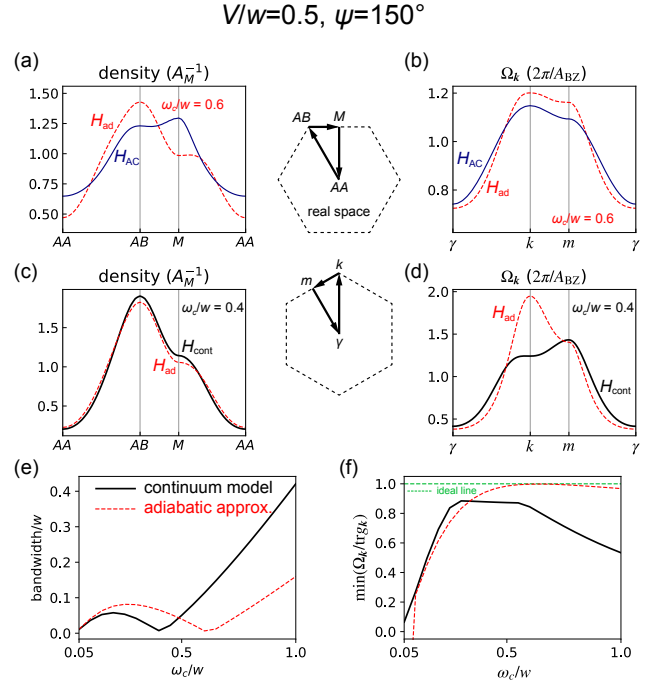 V/w=0.5, ψ=150°
(a)
density (A_M^{-1})
ω_c/w = 0.6
H_ad
H_AC
1.50
1.25
1.00
0.75
0.50
AA
AB
M
AA
AB
M
AA
real space
(b)
Ω_k (2π/A_BZ)
H_AC
H_ad
ω_c/w = 0.6
1.2
1.0
0.8
γ
k
m
γ
(c)
density (A_M^{-1})
ω_c/w = 0.4
H_cont
H_ad
1.5
1.0
0.5
AA
AB
M
AA
k
m
γ
(d)
Ω_k (2π/A_BZ)
ω_c/w = 0.4
H_ad
H_cont
2.0
1.5
1.0
0.5
γ
k
m
γ
(e)
continuum model
adiabatic approx.
bandwidth/w
0.4
0.3
0.2
0.1
0.0
0.05
0.5
1.0
ω_c/w
(f)
ideal line
min(Ω_k/trg_k)
1.0
0.8
0.6
0.4
0.2
0.0
0.05
0.5
1.0
ω_c/w